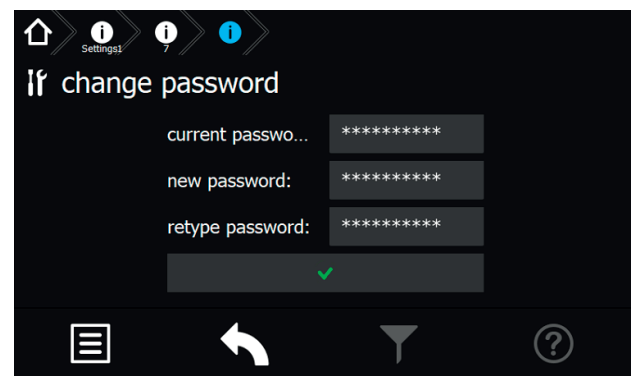 Settings1
7
change password
current passwo... **********
new password: **********
retype password: **********